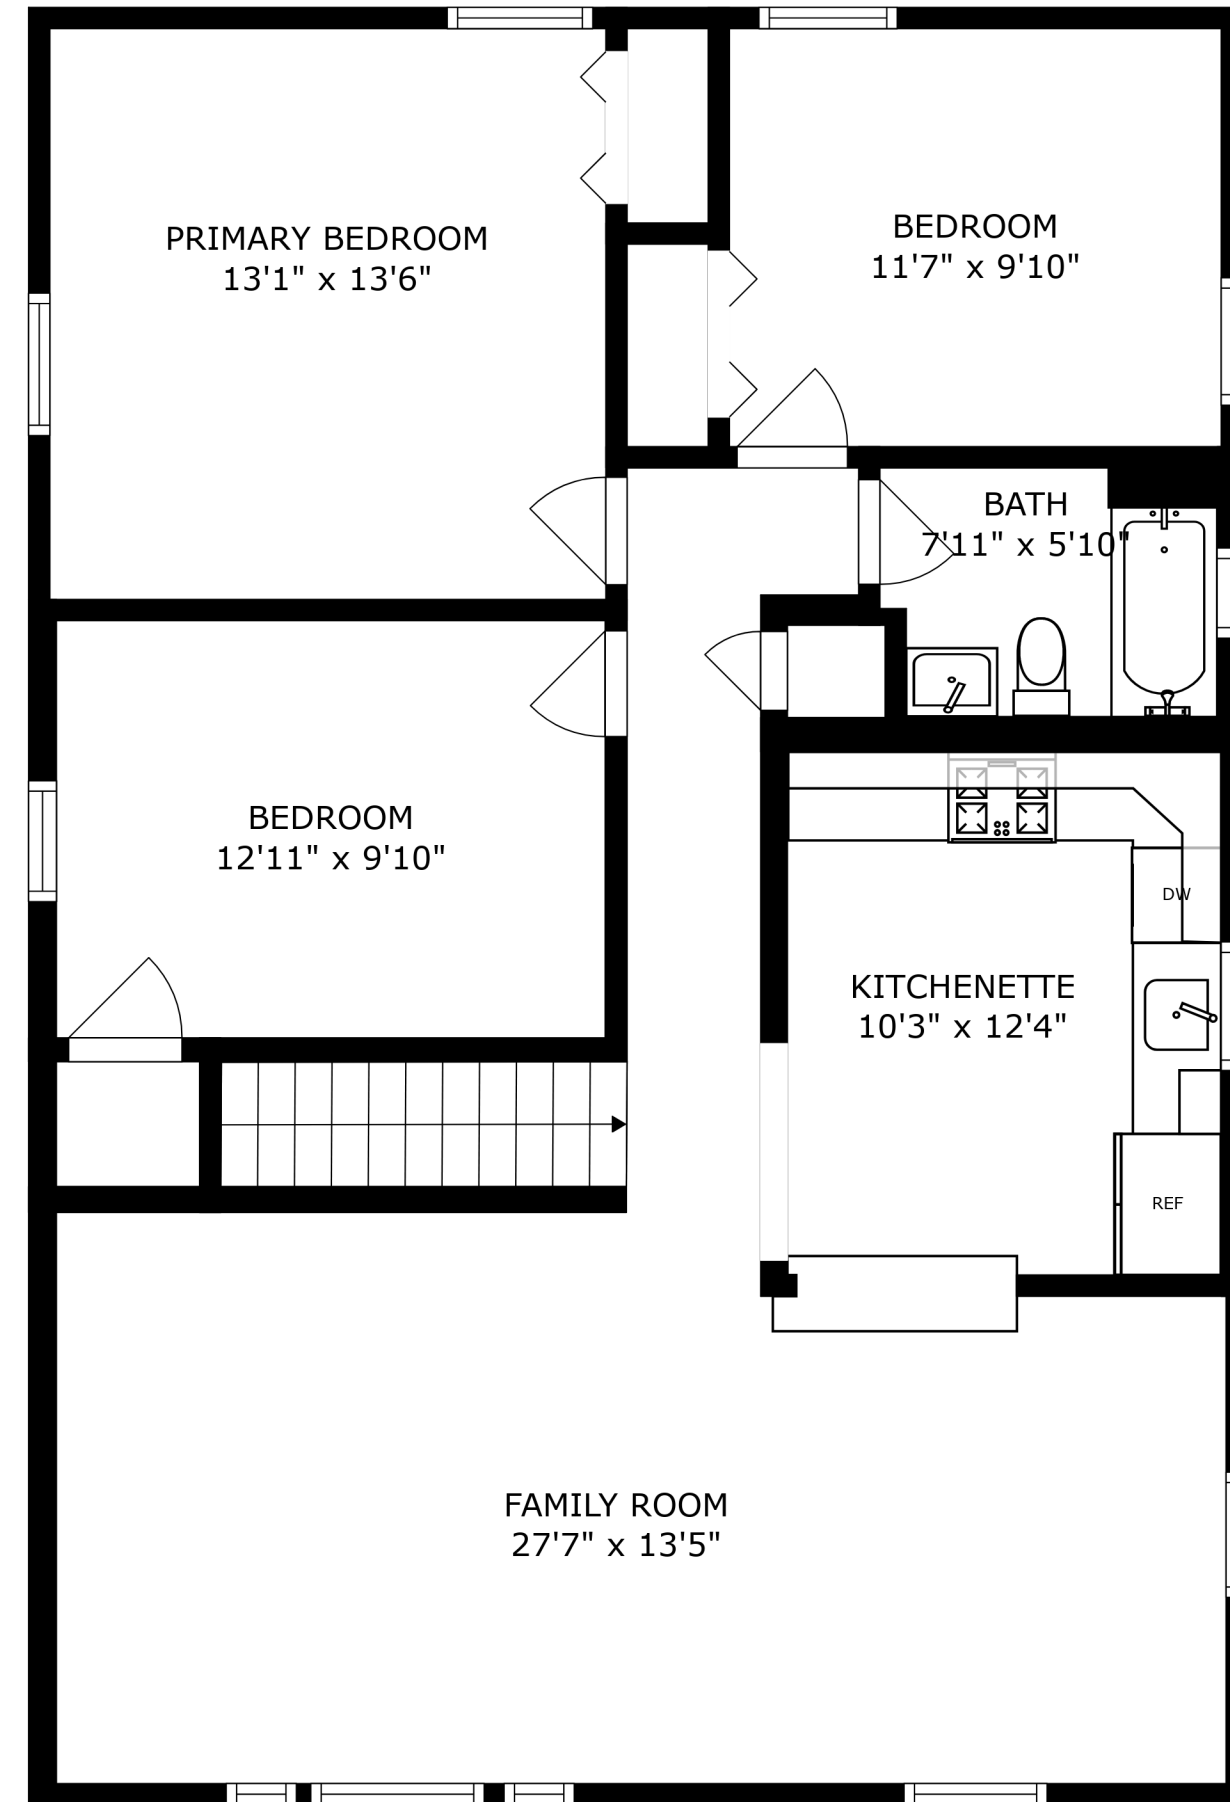 PRIMARY BEDROOM
13'1" x 13'6"
BEDROOM
11'7" x 9'10"
BATH
7'11" x 5'10"
BEDROOM
12'11" x 9'10"
DW
KITCHENETTE
10'3" x 12'4"
REF
FAMILY ROOM
27'7" x 13'5"